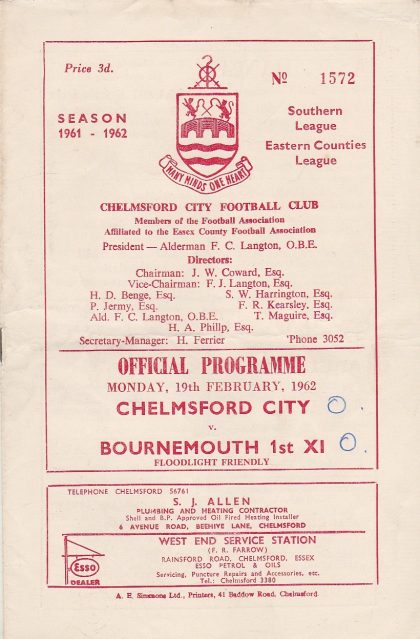 Price 3d.
Nº 1572
SEASON
1961 - 1962
Southern
League
Eastern Counties
League
MANY MINDS ONE HEART
CHELMSFORD CITY FOOTBALL CLUB
Members of the Football Association
Affiliated to the Essex County Football Association
President — Alderman F. C. Langton, O.B.E.
Directors:
Chairman: J. W. Coward, Esq.
Vice-Chairman: F. J. Langton, Esq.
H. D. Benge, Esq. S. W. Harrington, Esq.
P. Jermy, Esq. F. R. Kearsley, Esq.
Ald. F. C. Langton, O.B.E. T. Maguire, Esq.
H. A. Phillp, Esq.
Secretary-Manager: H. Ferrier 'Phone 3052
OFFICIAL PROGRAMME
MONDAY, 19th FEBRUARY, 1962
CHELMSFORD CITY 0.
v.
BOURNEMOUTH 1st XI 0.
FLOODLIGHT FRIENDLY
TELEPHONE CHELMSFORD 56761
S. J. ALLEN
PLUMBING AND HEATING CONTRACTOR
Shell and B.P. Approved Oil Fired Heating Installer
6 AVENUE ROAD, BEEHIVE LANE, CHELMSFORD
WEST END SERVICE STATION
(F. R. FARROW)
RAINSFORD ROAD, CHELMSFORD, ESSEX
ESSO PETROL & OILS
Servicing, Puncture Repairs and Accessories, etc.
Tel.: Chelmsford 3380
Esso
DEALER
A. E. Simmons Ltd., Printers, 41 Baddow Road, Chelmsford.